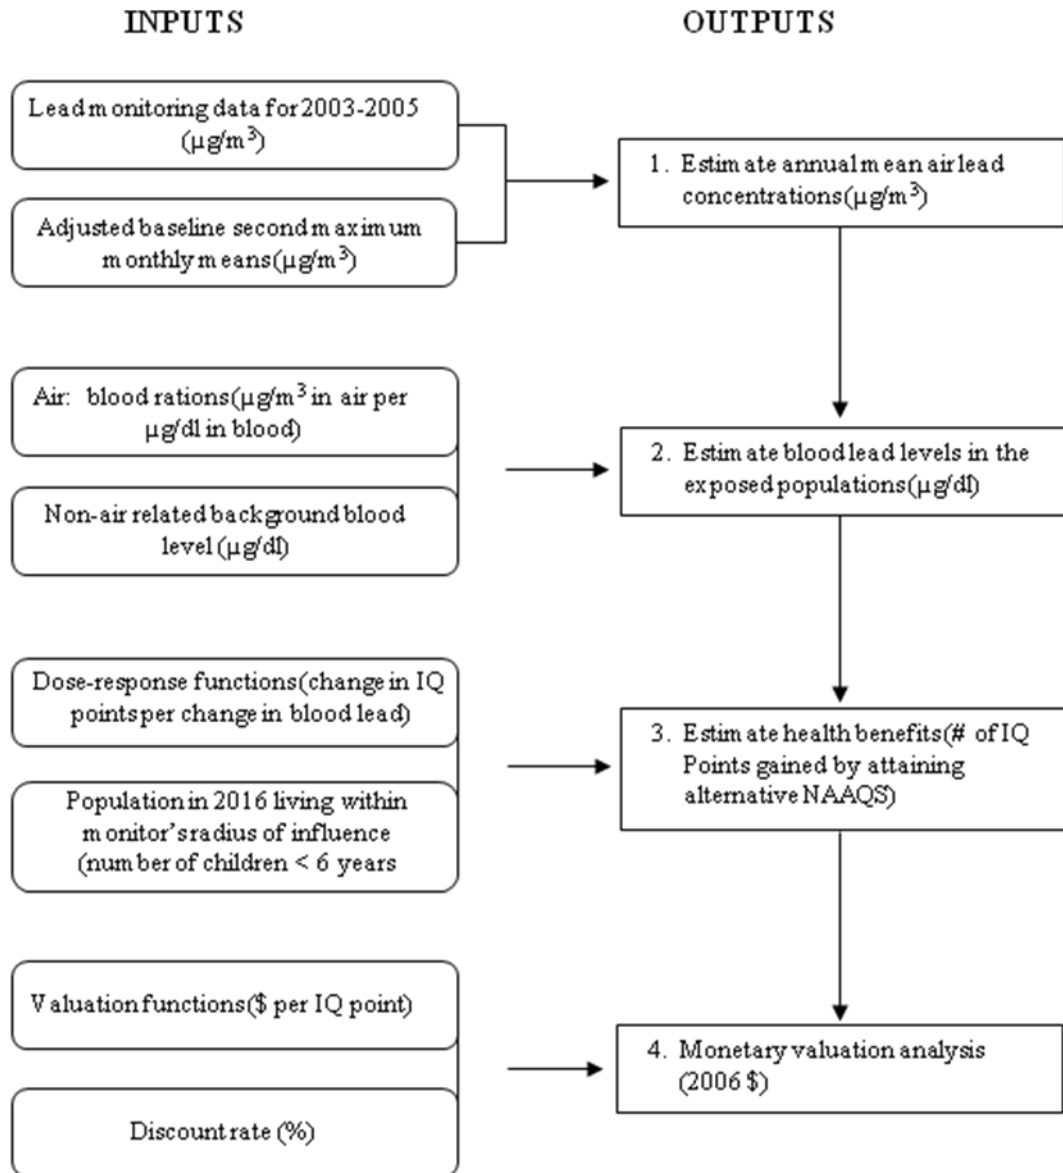 INPUTS
OUTPUTS
Lead monitoring data for 2003-2005
(µg/m³)
Adjusted baseline second maximum
monthly means (µg/m³)
1. Estimate annual mean air lead
concentrations (µg/m³)
Air: blood rations (µg/m³ in air per
µg/dl in blood)
Non-air related background blood
level (µg/dl)
2. Estimate blood lead levels in the
exposed populations (µg/dl)
Dose-response functions (change in IQ
points per change in blood lead)
Population in 2016 living within
monitor's radius of influence
(number of children < 6 years
3. Estimate health benefits (# of IQ
Points gained by attaining
alternative NAAQS)
Valuation functions ($ per IQ point)
Discount rate (%)
4. Monetary valuation analysis
(2006 $)